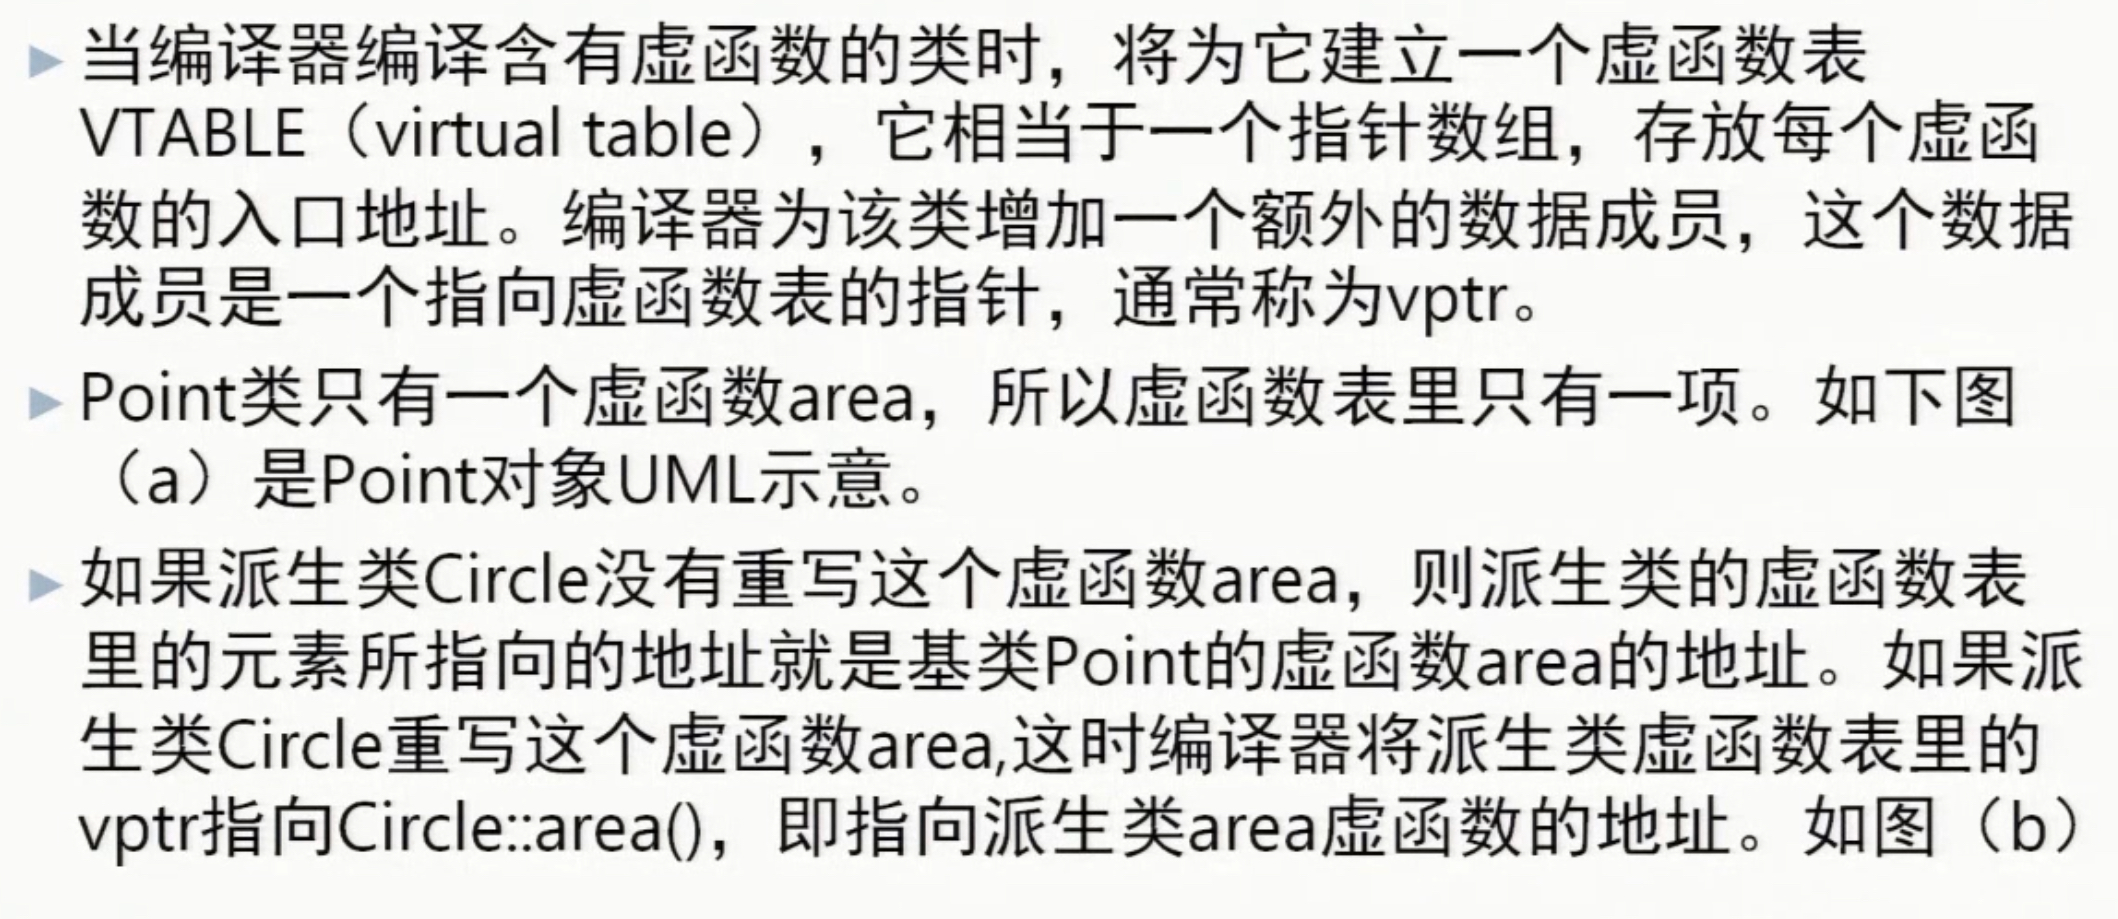 当编译器编译含有虚函数的类时，将为它建立一个虚函数表
VTABLE（virtual table），它相当于一个指针数组，存放每个虚函
数的入口地址。编译器为该类增加一个额外的数据成员，这个数据
成员是一个指向虚函数表的指针，通常称为vptr。
Point类只有一个虚函数area，所以虚函数表里只有一项。如下图
（a）是Point对象UML示意。
如果派生类Circle没有重写这个虚函数area，则派生类的虚函数表
里的元素所指向的地址就是基类Point的虚函数area的地址。如果派
生类Circle重写这个虚函数area,这时编译器将派生类虚函数表里的
vptr指向Circle::area()，即指向派生类area虚函数的地址。如图（b）